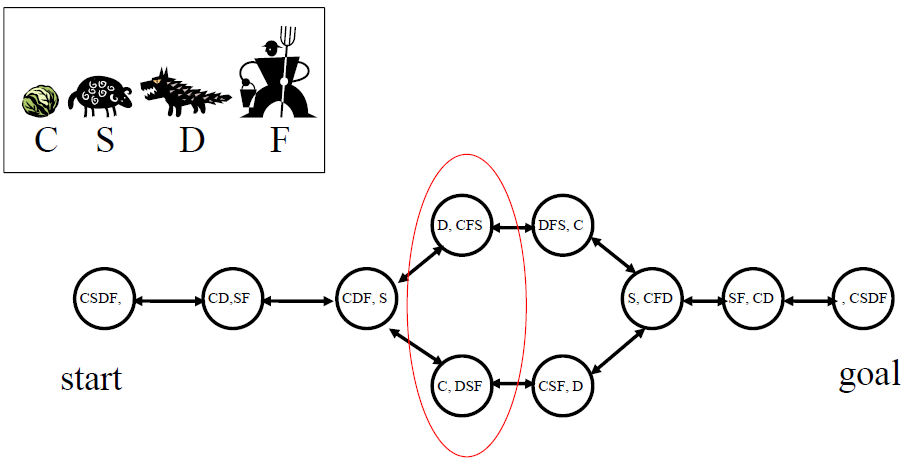 C S D F
D, CFS
DFS, C
CSDF,
CD,SF
CDF, S
S, CFD
SF, CD
, CSDF
start
C, DSF
CSF, D
goal